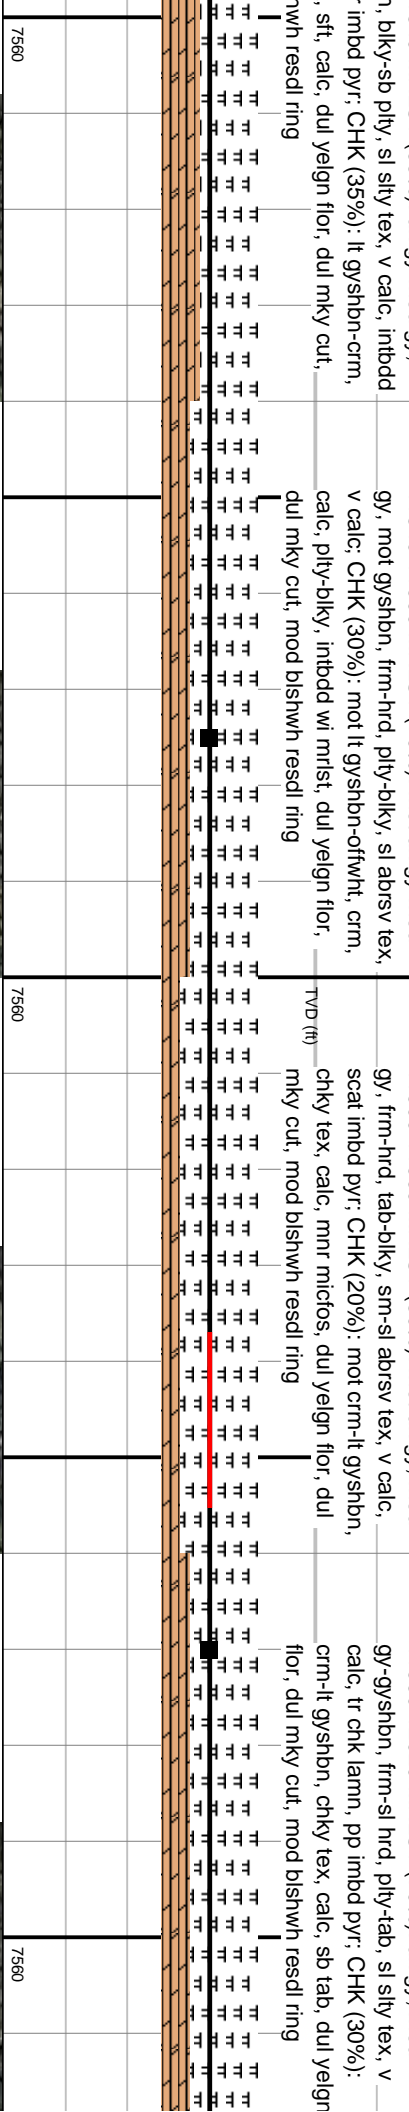 n, blky-sb plty, sl slty tex, v calc, intbdd
imbd pyr; CHK (35%): lt gyshbn-crm,
, sft, calc, dul yelgn flor, dul mky cut,
resdl ring
7560
gy, mot gyshbn, frm-hrd, plty-blky, sl abrsv tex,
v calc; CHK (30%): mot lt gyshbn-offwht, crm,
calc, plty-blky, intbdd wi mrlst, dul yelgn flor,
dul mky cut, mod blshwh resdl ring
TVD (ft)
7560
gy, frm-hrd, tab-blky, sm-sl abrsv tex, v calc,
scat imbd pyr; CHK (20%): mot crm-lt gyshbn,
chky tex, calc, mnr micfos, dul yelgn flor, dul
mky cut, mod blshwh resdl ring
gy-gyshbn, frm-sl hrd, plty-tab, sl slty tex, v
calc, tr chk lamn, pp imbd pyr; CHK (30%):
crm-lt gyshbn, chky tex, calc, sb tab, dul yelgn
flor, dul mky cut, mod blshwh resdl ring
7560